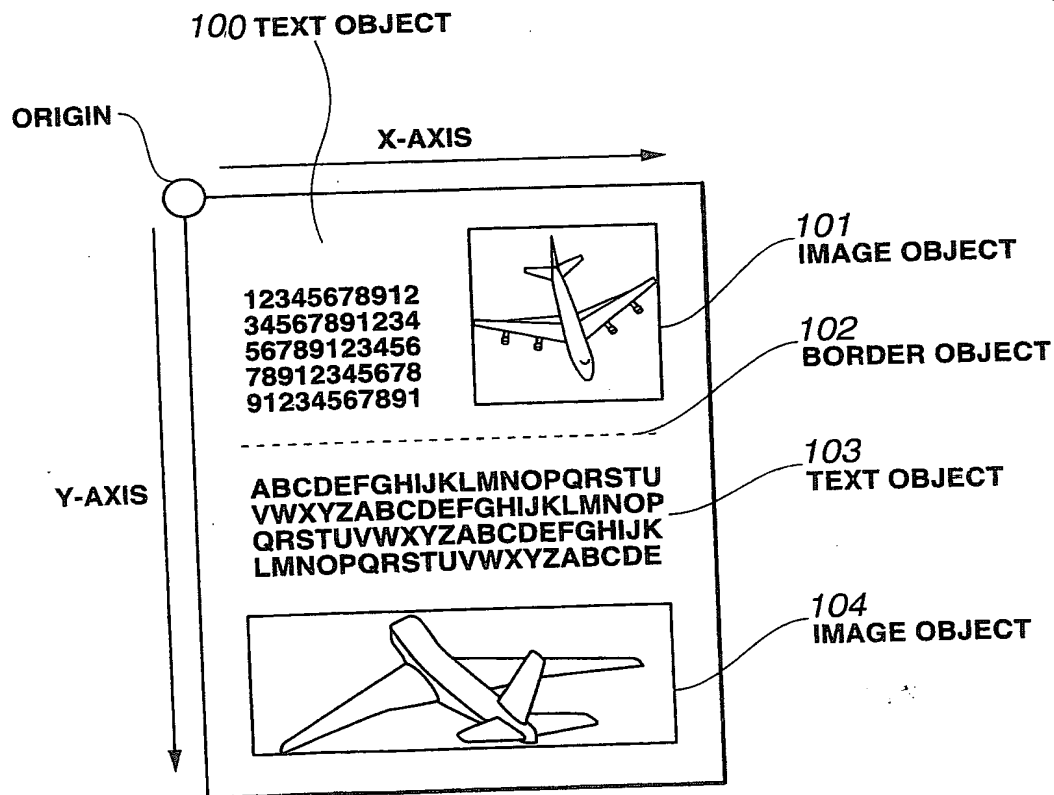 100 TEXT OBJECT
ORIGIN
X-AXIS
101
IMAGE OBJECT
12345678912
34567891234
56789123456
78912345678
91234567891
102
BORDER OBJECT
Y-AXIS
ABCDEFGHIJKLMNOPQRSTU
VWXYZABCDEFGHIJKLMNOP
QRSTUVWXYZABCDEFGHIJK
LMNOPQRSTUVWXYZABCDE
103
TEXT OBJECT
104
IMAGE OBJECT